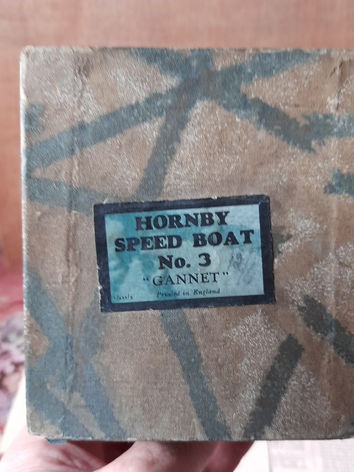 HORNBY
SPEED BOAT
No. 3
"GANNET"
Printed in England